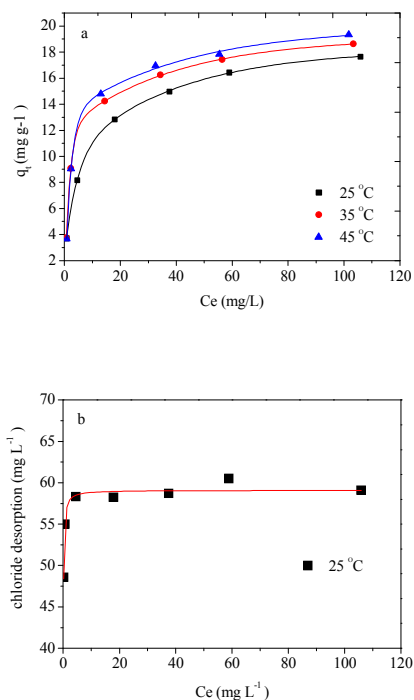 a
20
18
16
14
12
10
8
6
4
2
q_t (mg g-1)
25 °C
35 °C
45 °C
0 20 40 60 80 100 120
Ce (mg/L)
b
70
65
60
55
50
45
40
chloride desorption (mg L⁻¹)
25 °C
0 20 40 60 80 100 120
Ce (mg L⁻¹)